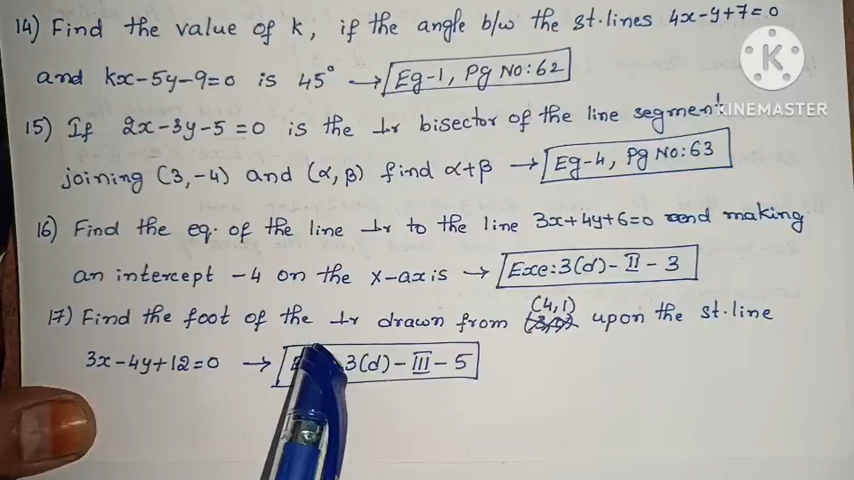 14) Find the value of k, if the angle b/w the st. lines 4x-y+7=0
and kx-5y-9=0 is 45° → Eg-1, Pg No:62
15) If 2x-3y-5=0 is the ⊥r bisector of the line segment
joining (3,-4) and (α, β) find α+β → Eg-4, Pg No:63
16) Find the eq. of the line ⊥r to the line 3x+4y+6=0 and making
an intercept -4 on the x-axis → Exe:3(d)-II-3
17) Find the foot of the ⊥r drawn from (4,1) upon the st. line
3x-4y+12=0 → 3(d)-III-5
KINEMASTER